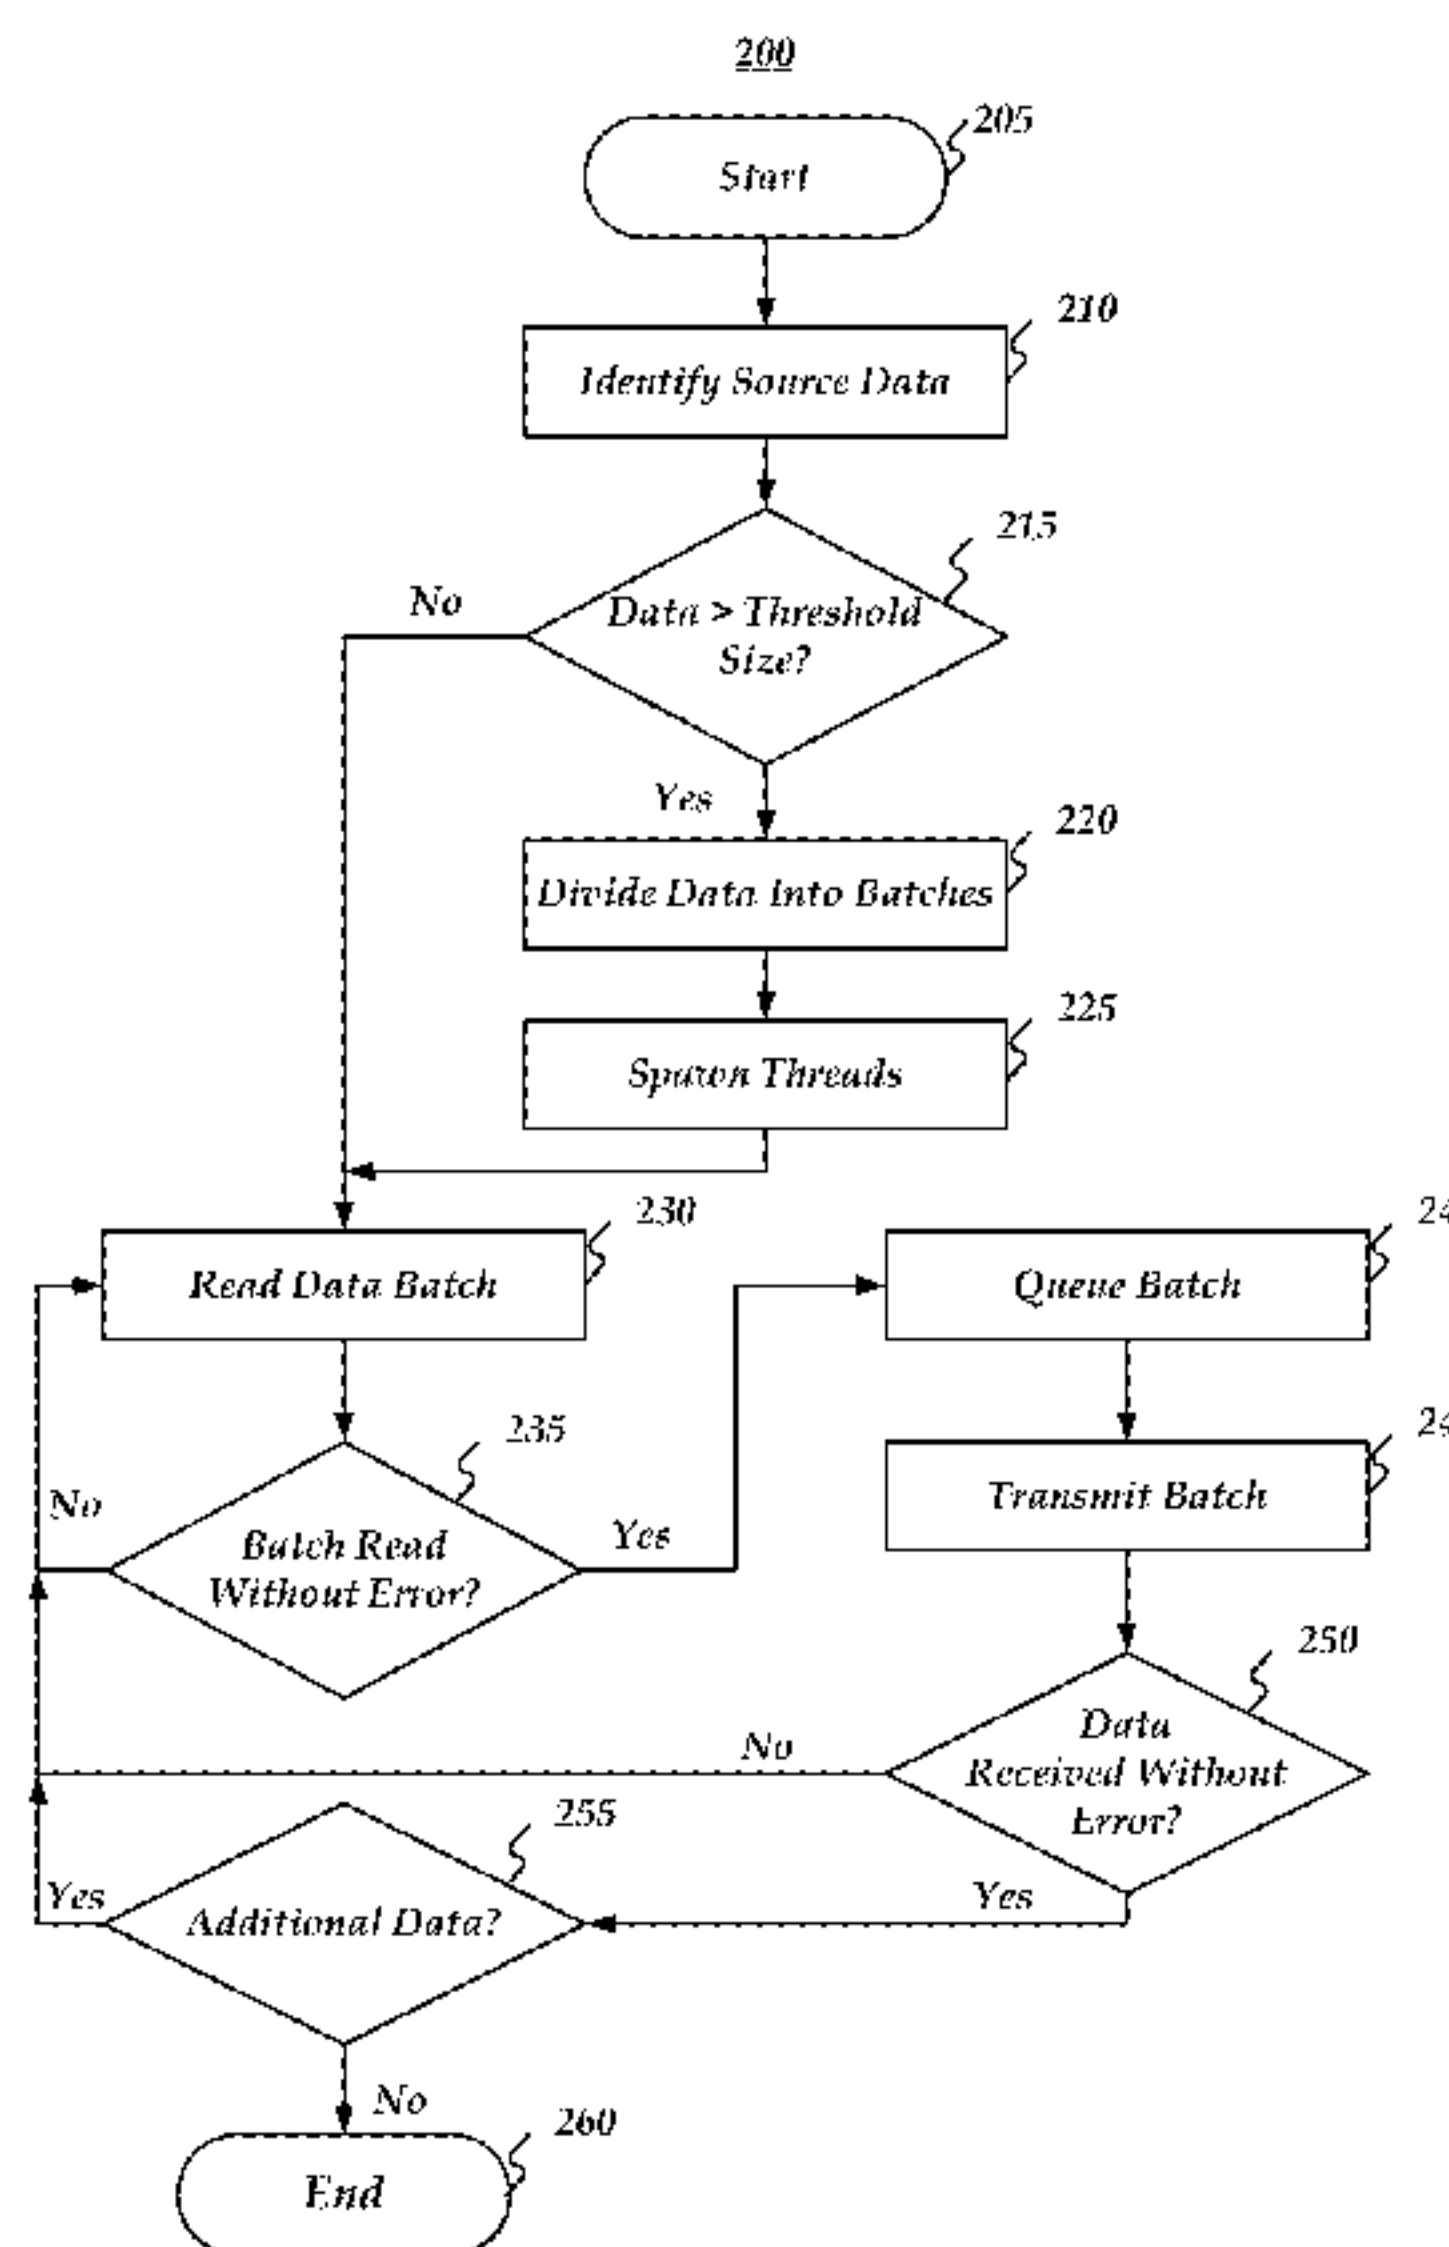 200
205
Start
210
Identify Source Data
215
No
Data > Threshold
Size?
Yes
220
Divide Data Into Batches
225
Spawn Threads
230
Read Data Batch
Queue Batch
235
No
Batch Read
Without Error?
Yes
Transmit Batch
250
Data
Received Without
Error?
No
255
Yes
Additional Data?
Yes
No
260
End